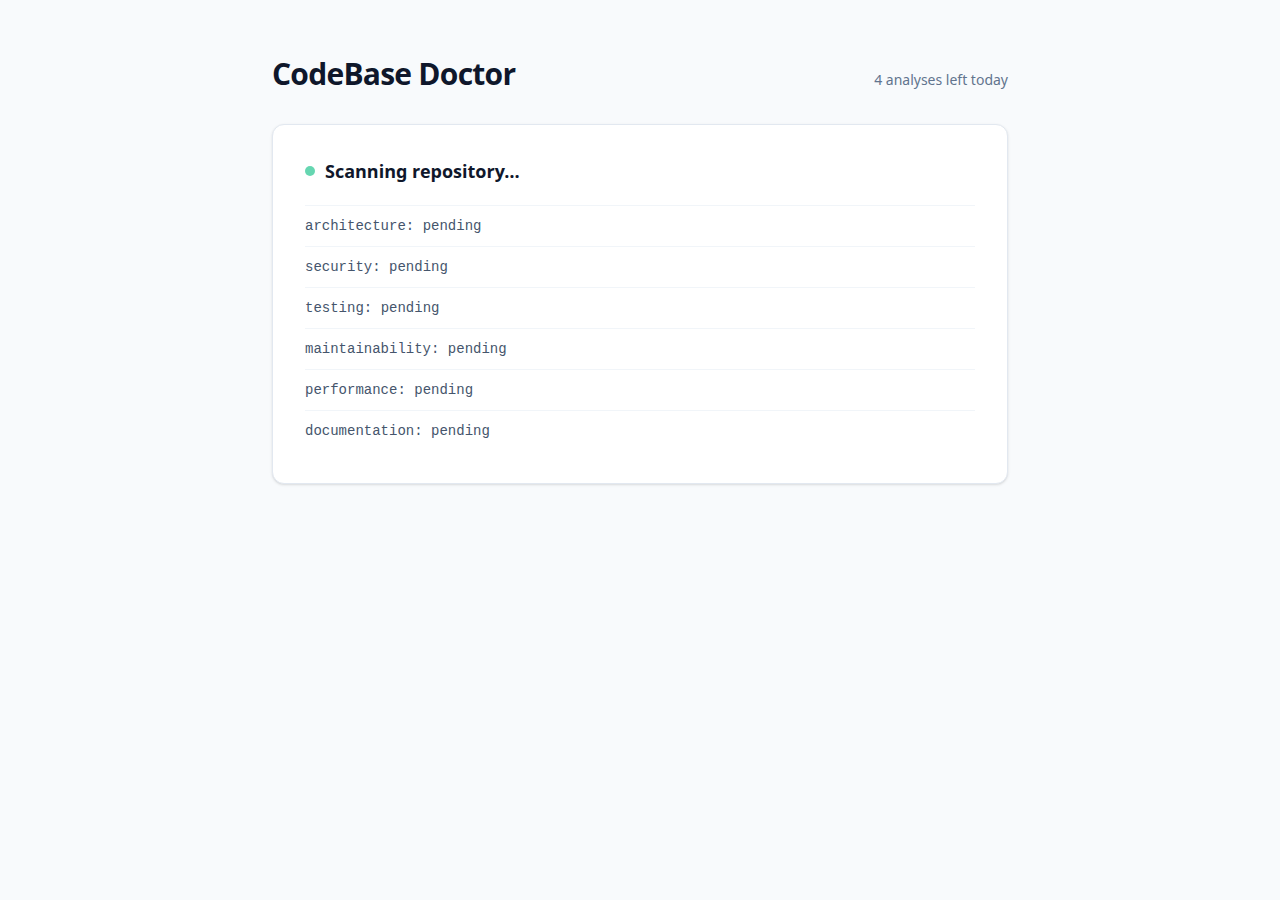 CodeBase Doctor
4 analyses left today
Scanning repository...
architecture: pending
security: pending
testing: pending
maintainability: pending
performance: pending
documentation: pending